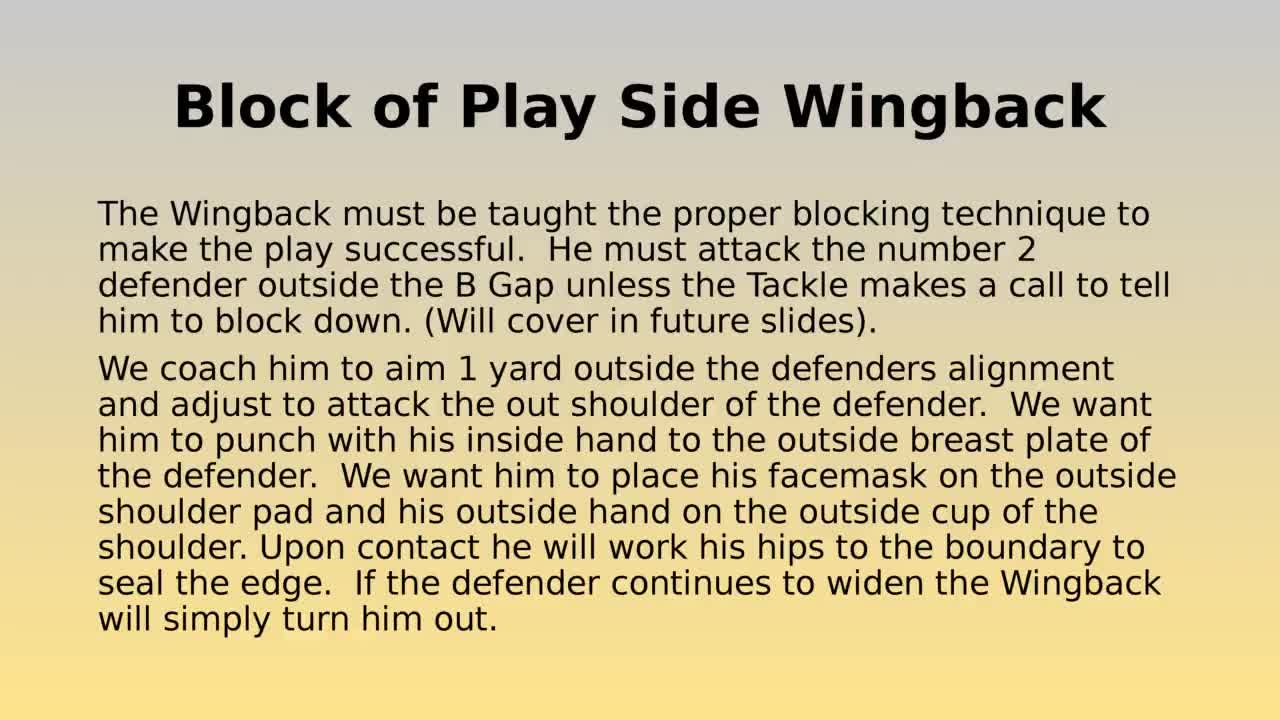 Block of Play Side Wingback
The Wingback must be taught the proper blocking technique to
make the play successful.  He must attack the number 2
defender outside the B Gap unless the Tackle makes a call to tell
him to block down. (Will cover in future slides).
We coach him to aim 1 yard outside the defenders alignment
and adjust to attack the out shoulder of the defender.  We want
him to punch with his inside hand to the outside breast plate of
the defender.  We want him to place his facemask on the outside
shoulder pad and his outside hand on the outside cup of the
shoulder. Upon contact he will work his hips to the boundary to
seal the edge.  If the defender continues to widen the Wingback
will simply turn him out.